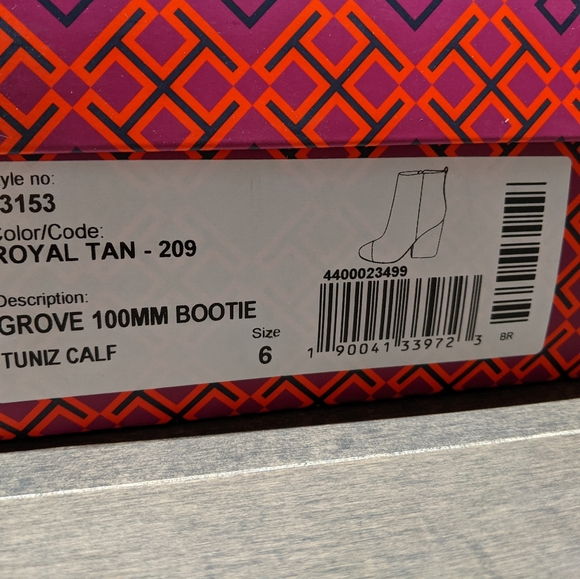 yle no:
3153
Color/Code:
ROYAL TAN - 209
Description:
GROVE 100MM BOOTIE
TUNIZ CALF
Size
6
4400023499
1 90041 33972 3
BR